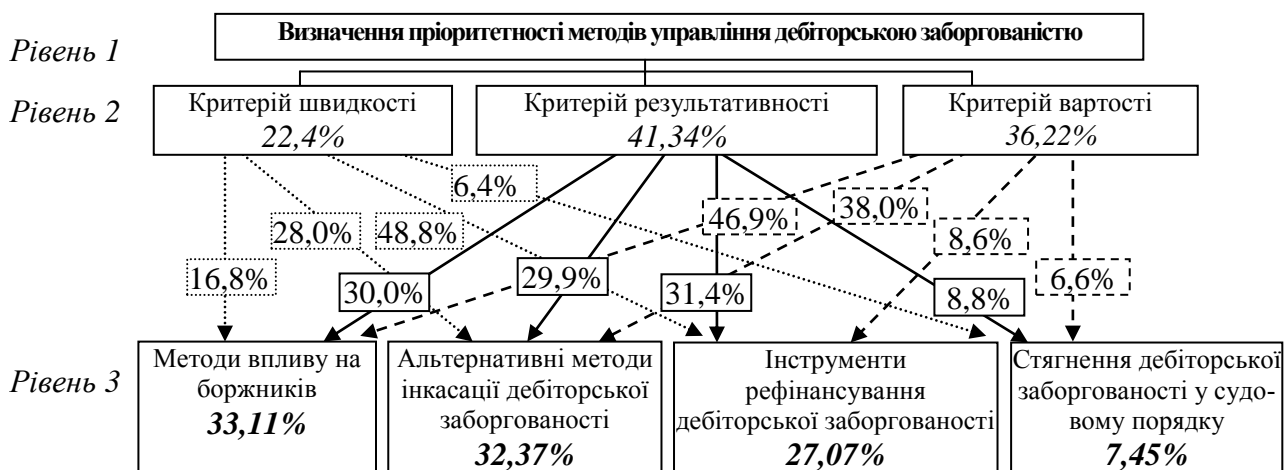 Визначення пріоритетності методів управління дебіторською заборгованістю
Рівень 1
Рівень 2
Критерій швидкості
22,4%
Критерій результативності
41,34%
Критерій вартості
36,22%
6,4%
46,9%
38,0%
28,0%
48,8%
8,6%
16,8%
30,0%
29,9%
31,4%
8,8%
6,6%
Рівень 3
Методи впливу на
боржників
33,11%
Альтернативні методи
інкасації дебіторської
заборгованості
32,37%
Інструменти
рефінансування
дебіторської заборгованості
27,07%
Стягнення дебіторської
заборгованості у судо-
вому порядку
7,45%